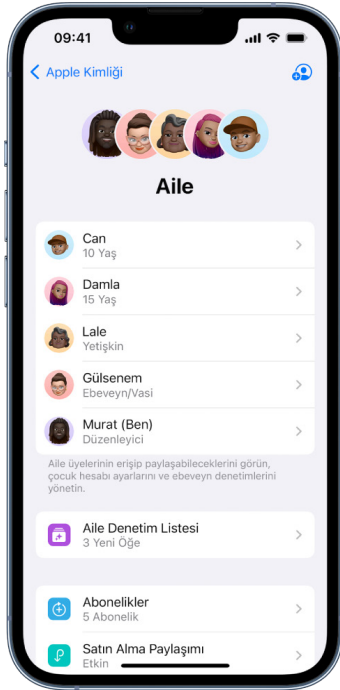 09:41
Apple Kimliği
Aile
Can
10 Yaş
Damla
15 Yaş
Lale
Yetişkin
Gülsenem
Ebeveyn/Vasi
Murat (Ben)
Düzenleyici
Aile üyelerinin erişip paylaşabileceklerini görün,
çocuk hesabı ayarlarını ve ebeveyn denetimlerini
yönetin.
Aile Denetim Listesi
3 Yeni Öğe
Abonelikler
5 Abonelik
Satın Alma Paylaşımı
Etkin